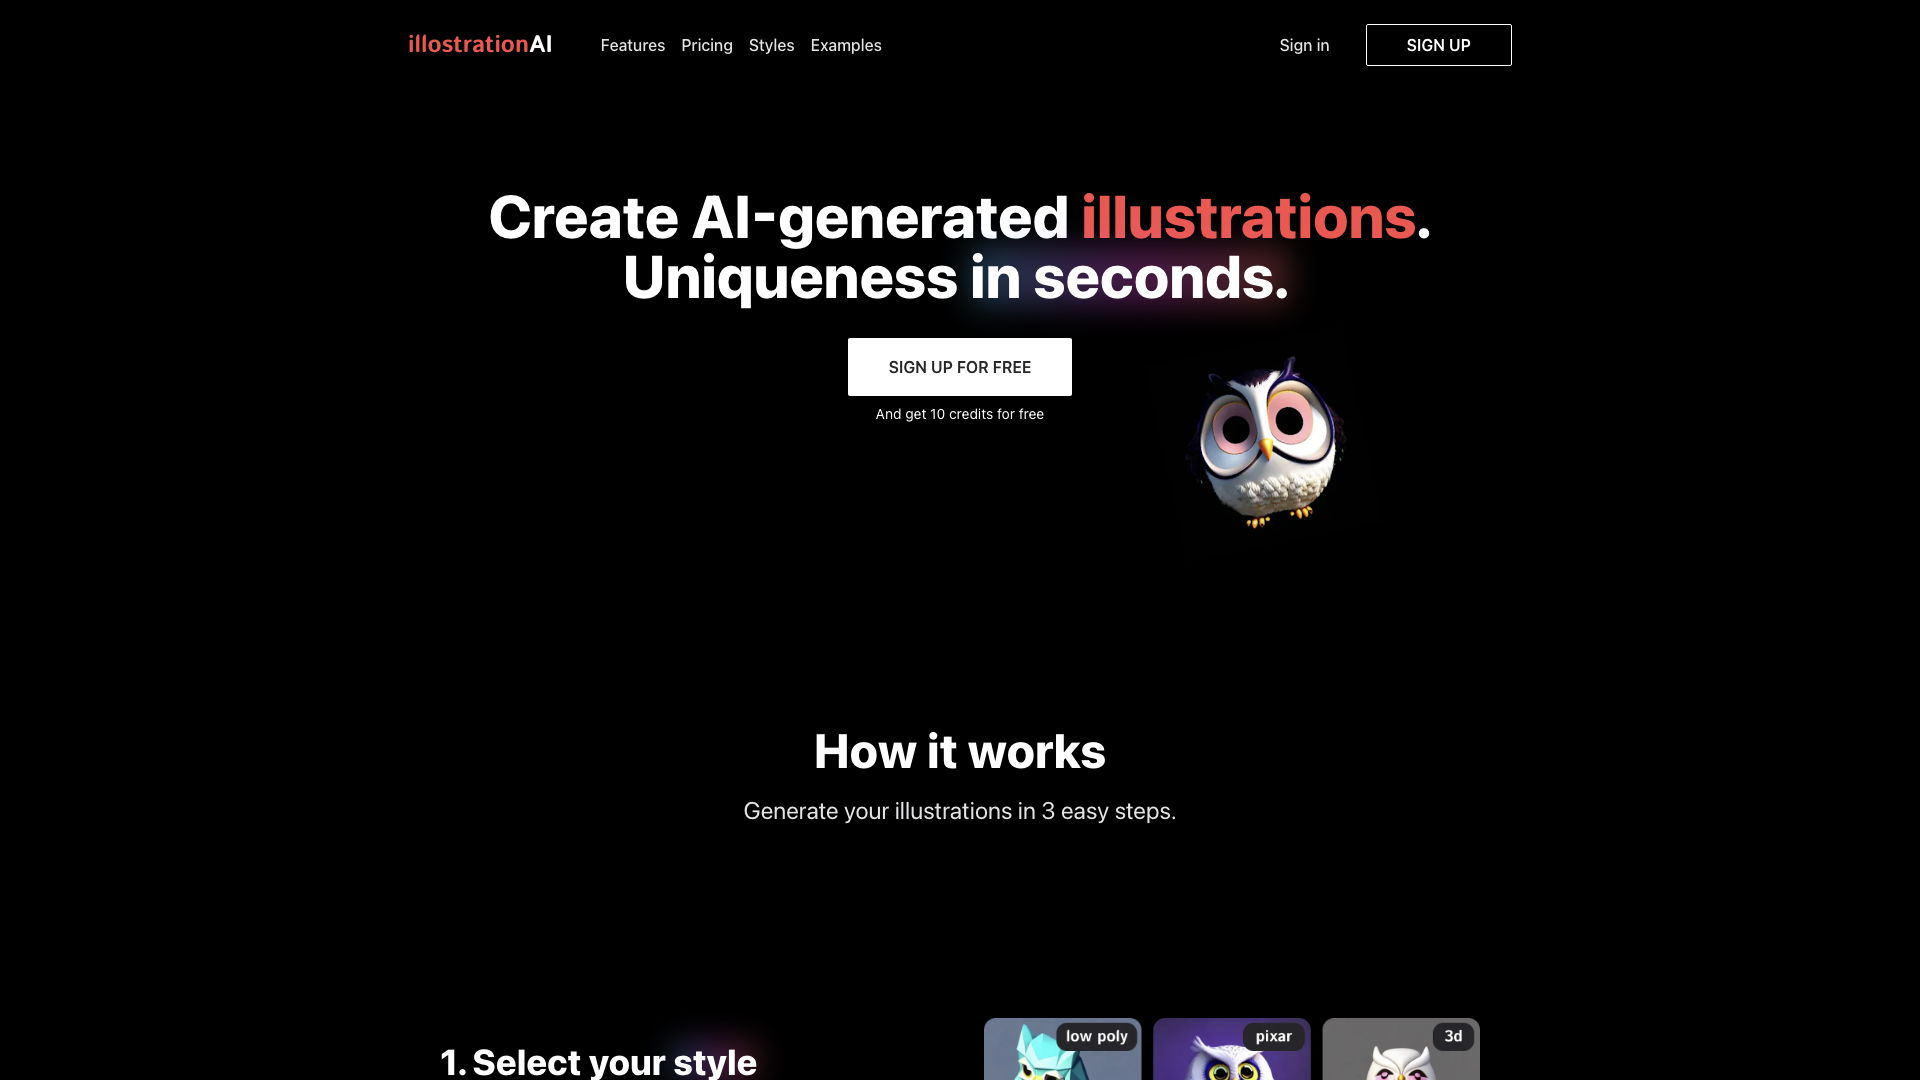 illostrationAI
Features
Pricing
Styles
Examples
Sign in
SIGN UP
Create AI-generated illustrations.
Uniqueness in seconds.
SIGN UP FOR FREE
And get 10 credits for free
How it works
Generate your illustrations in 3 easy steps.
1. Select your style
low poly
pixar
3d